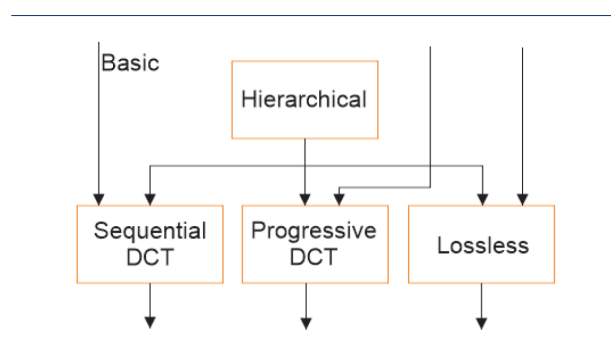 Basic
Hierarchical
Sequential
DCT
Progressive
DCT
Lossless